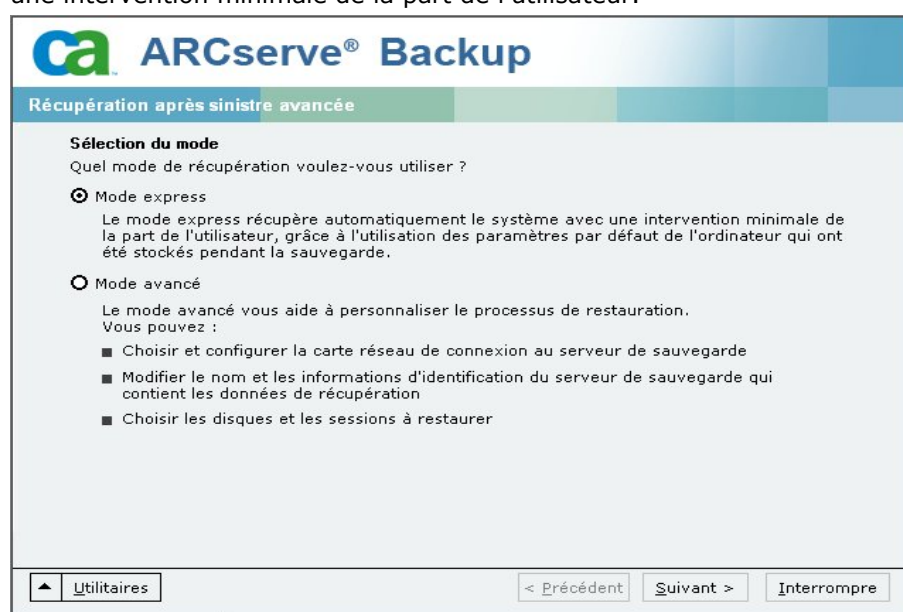 une intervention minimale de la part de l'utilisateur.
ca ARCserve® Backup
Récupération après sinistre avancée
Sélection du mode
Quel mode de récupération voulez-vous utiliser ?
Mode express
Le mode express récupère automatiquement le système avec une intervention minimale de
la part de l'utilisateur, grâce à l'utilisation des paramètres par défaut de l'ordinateur qui ont
été stockés pendant la sauvegarde.
Mode avancé
Le mode avancé vous aide à personnaliser le processus de restauration.
Vous pouvez :
■ Choisir et configurer la carte réseau de connexion au serveur de sauvegarde
■ Modifier le nom et les informations d'identification du serveur de sauvegarde qui
contient les données de récupération
■ Choisir les disques et les sessions à restaurer
Utilitaires < Précédent Suivant > Interrompre